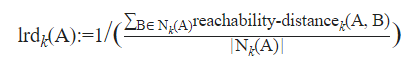 lrdₖ(A):=1/(∑B∈ Nₖ(A)reachability-distanceₖ(A, B) / |Nₖ(A)|)